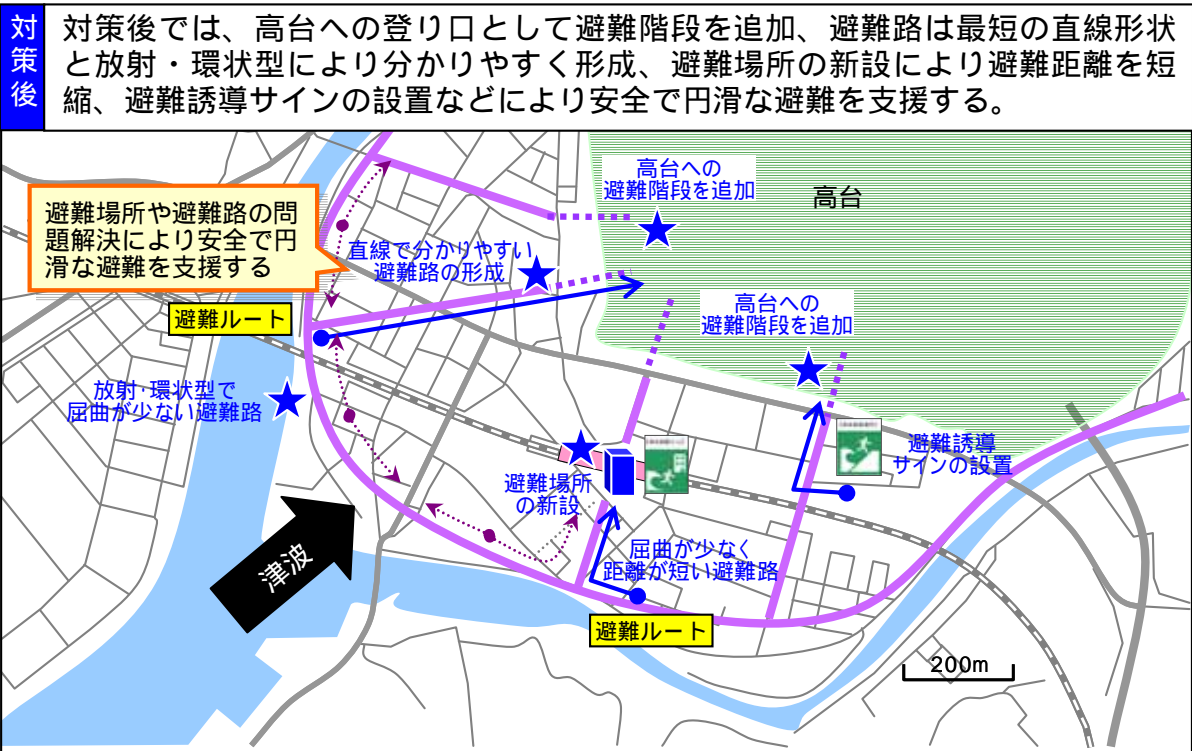 対策後
対策後では、高台への登り口として避難階段を追加、避難路は最短の直線形状
と放射・環状型により分かりやすく形成、避難場所の新設により避難距離を短
縮、避難誘導サインの設置などにより安全で円滑な避難を支援する。
高台への
避難階段を追加
高台
避難場所や避難路の問
題解決により安全で円
滑な避難を支援する
直線で分かりやすい
避難路の形成
避難ルート
高台への
避難階段を追加
放射・環状型で
屈曲が少ない避難路
避難誘導
サインの設置
避難場所
の新設
屈曲が少なく
距離が短い避難路
津波
避難ルート
200m